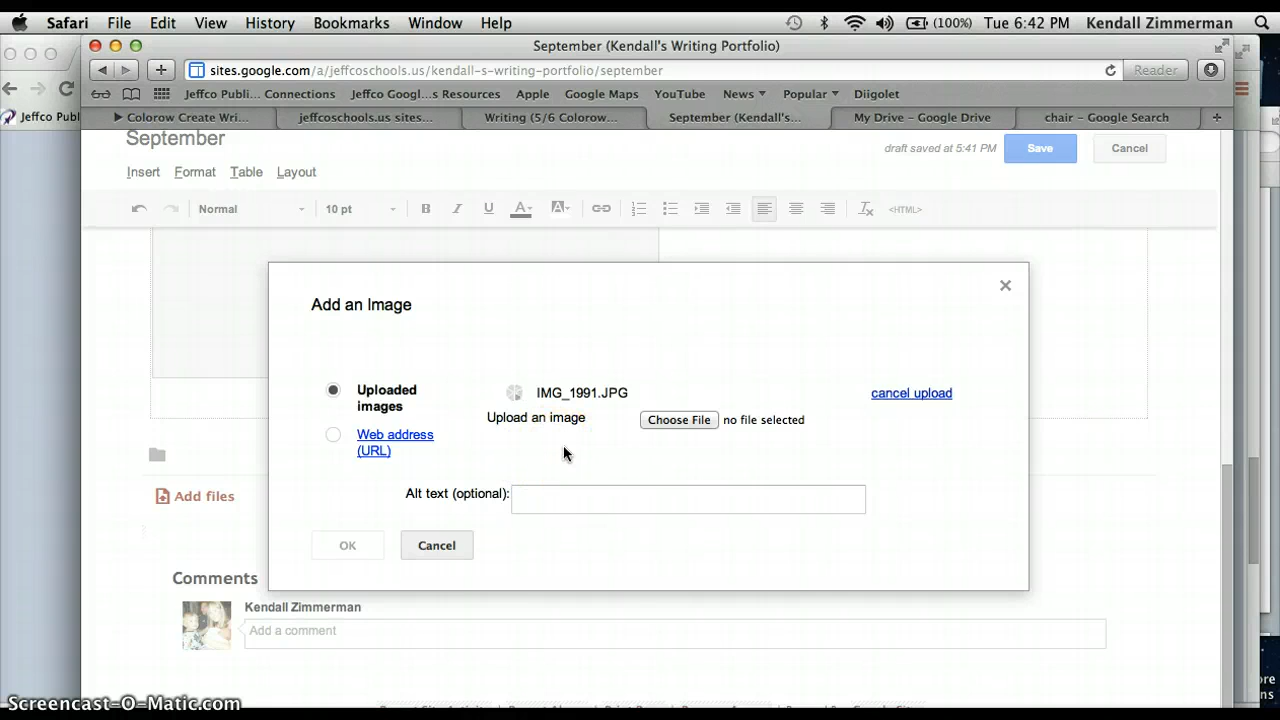 Safari File Edit View History Bookmarks Window Help (100%) Tue 6:42 PM Kendall Zimmerman
September (Kendall's Writing Portfolio)
sites.google.com/a/jeffcoschools.us/kendall-s-writing-portfolio/september Reader
Jeffco Publi... Connections Jeffco Googl...s Resources Apple Google Maps YouTube News Popular Diigolet
Jeffco Publ
Colorow Create Wri... jeffcoschools.us sites... Writing (5/6 Colorow... September (Kendall's... My Drive – Google Drive chair – Google Search
September
draft saved at 5:41 PM Save Cancel
Insert Format Table Layout
Normal 10 pt B I U A A <HTML>
Add an Image
Uploaded images
IMG_1991.JPG cancel upload
Upload an image Choose File no file selected
Web address (URL)
Alt text (optional):
OK Cancel
Add files
Comments
Kendall Zimmerman
Add a comment
Screencast-O-Matic.com